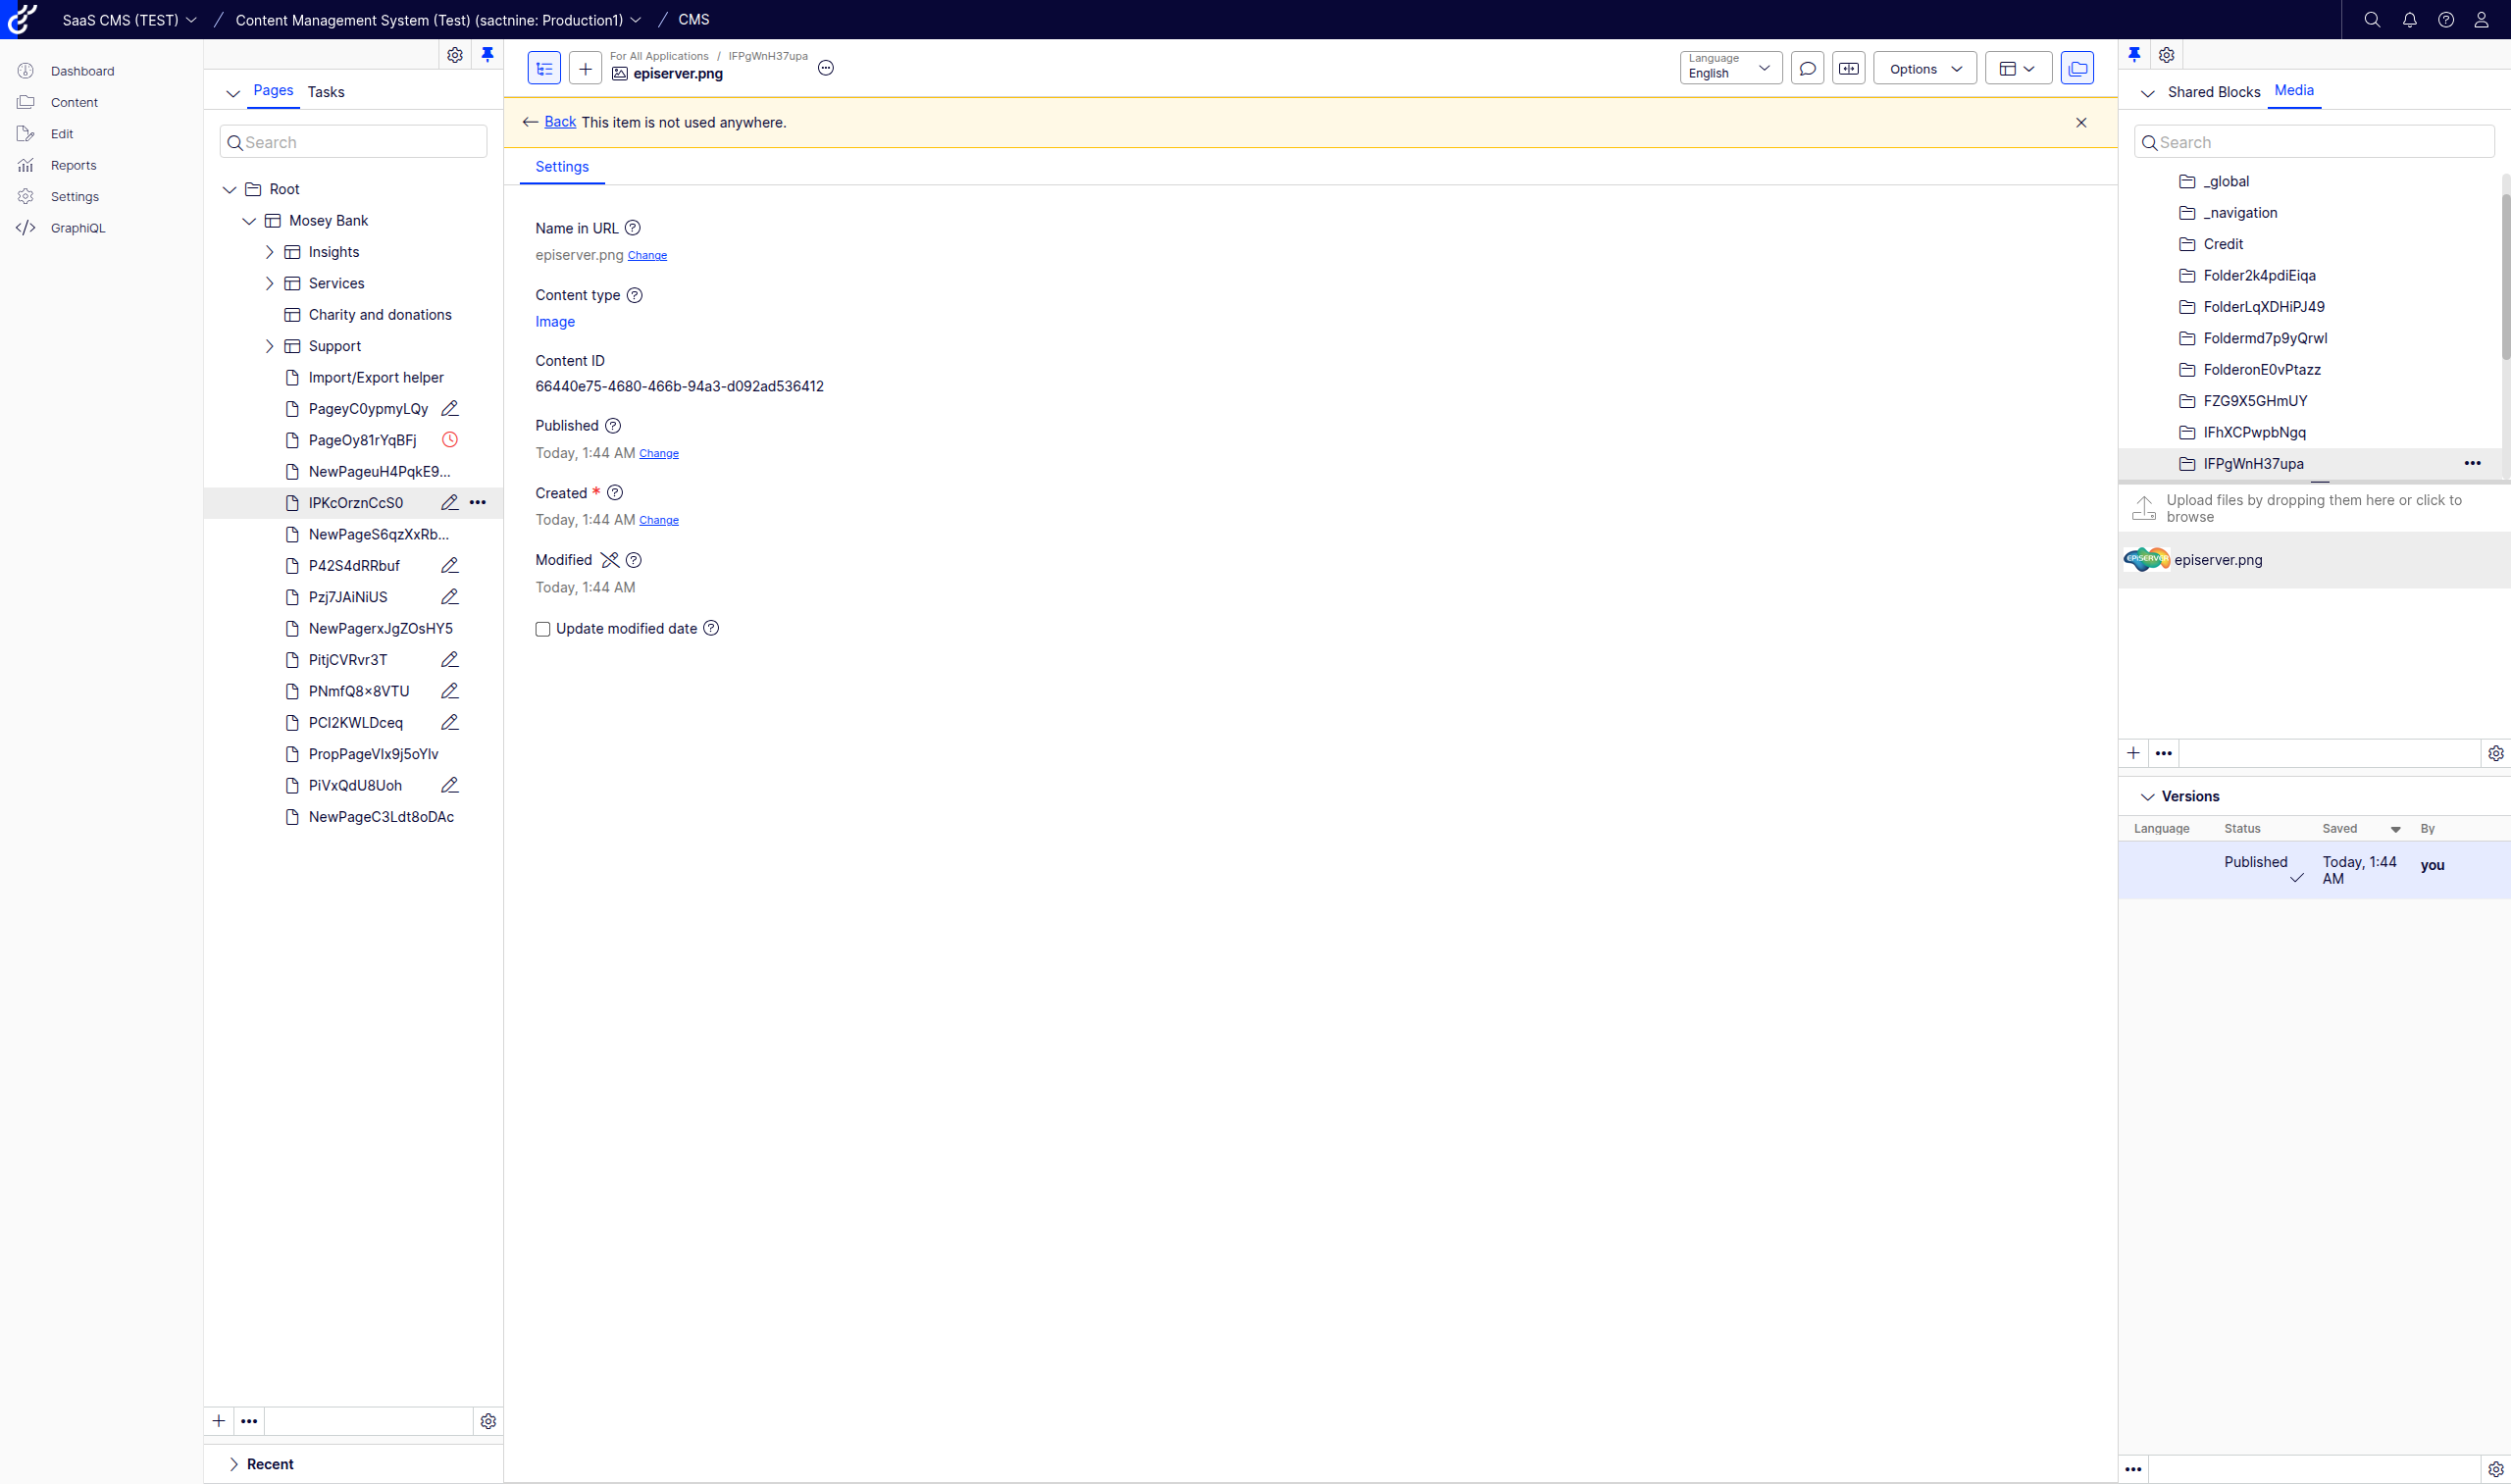 SaaS CMS (TEST) / Content Management System (Test) (sactnine: Production1) / CMS
Dashboard
Content
Edit
Reports
Settings
GraphiQL
Pages Tasks
Search
Root
Mosey Bank
Insights
Services
Charity and donations
Support
Import/Export helper
PageyC0ypmyLQy
PageOy81rYqBFj
NewPageuH4PqkE9...
IPKcOrznCcS0
NewPageS6qzXxRb...
P42S4dRRbuf
Pzj7JAiNiUS
NewPagerxJgZOsHY5
PitjCVRvr3T
PNmfQ8×8VTU
PCI2KWLDceq
PropPageVIx9j5oYIv
PiVxQdU8Uoh
NewPageC3Ldt8oDAc
Recent
For All Applications / IFPgWnH37upa
episerver.png
Language
English
Options
Back This item is not used anywhere.
Settings
Name in URL
episerver.png Change
Content type
Image
Content ID
66440e75-4680-466b-94a3-d092ad536412
Published
Today, 1:44 AM Change
Created *
Today, 1:44 AM Change
Modified
Today, 1:44 AM
Update modified date
Shared Blocks Media
Search
_global
_navigation
Credit
Folder2k4pdiEiqa
FolderLqXDHiPJ49
Foldermd7p9yQrwI
FolderonE0vPtazz
FZG9X5GHmUY
IFhXCPwpbNgq
IFPgWnH37upa
Upload files by dropping them here or click to
browse
EPISERVER
episerver.png
Versions
Language Status Saved By
Published Today, 1:44 you
AM